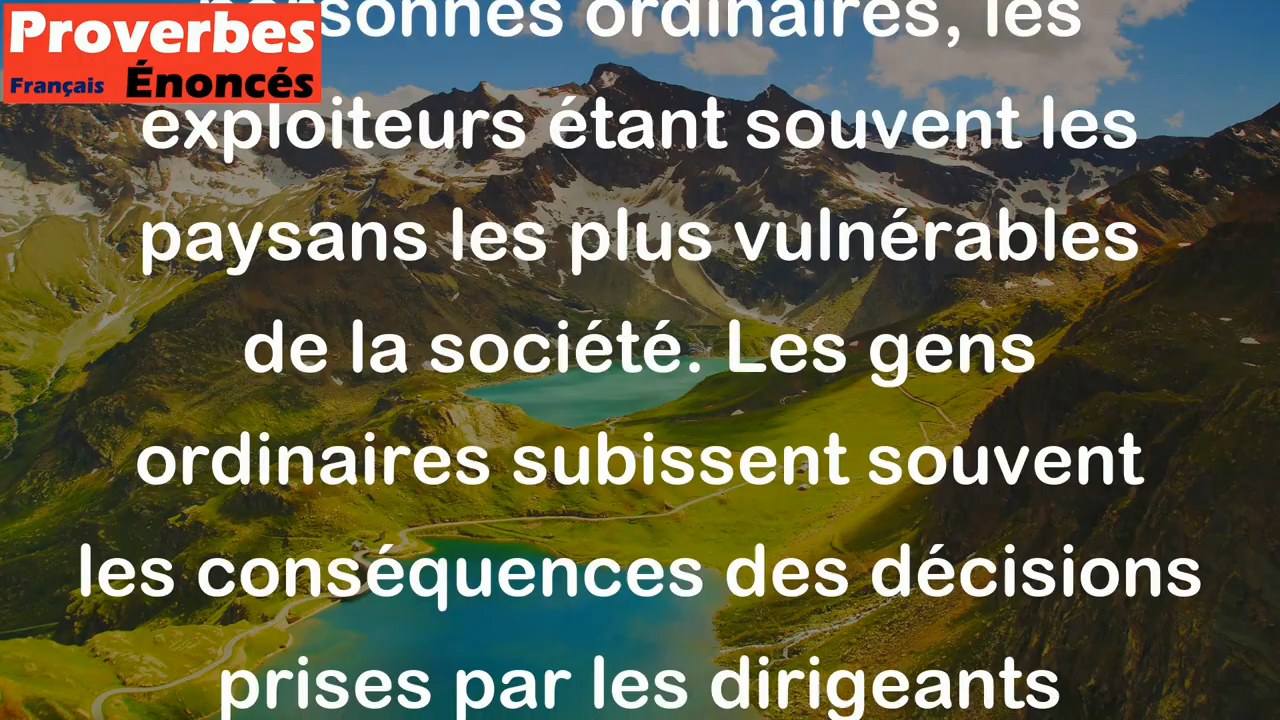 Proverbes
Français Énoncés
personnes ordinaires, les
exploiteurs étant souvent les
paysans les plus vulnérables
de la société. Les gens
ordinaires subissent souvent
les conséquences des décisions
prises par les dirigeants